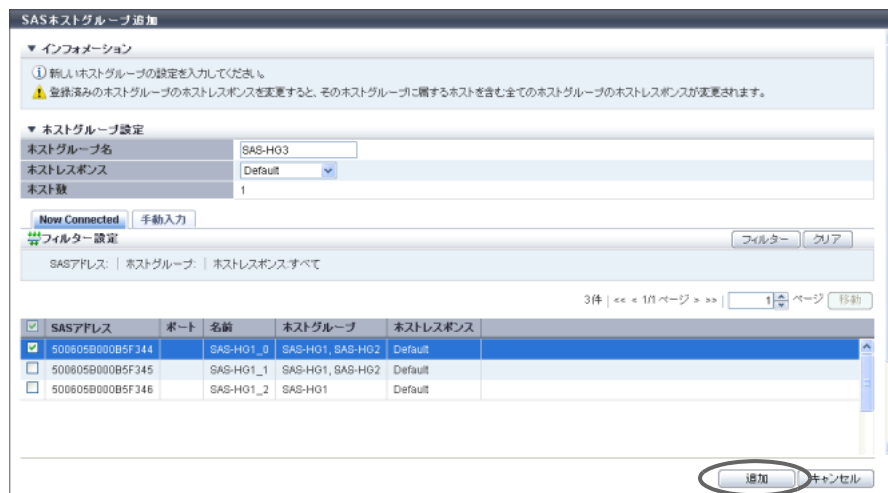 SASホストグループ追加
▼ インフォメーション
新しいホストグループの設定を入力してください。
登録済みのホストグループのホストレスポンスを変更すると、そのホストグループに属するホストを含む全てのホストグループのホストレスポンスが変更されます。
▼ ホストグループ設定
ホストグループ名 SAS-HG3
ホストレスポンス Default
ホスト数 1
Now Connected 手動入力
フィルター設定 フィルター クリア
SASアドレス: | ホストグループ: | ホストレスポンス:すべて
3件 | << < 1/1 ページ > >> | 1 ページ 移動
SASアドレス ポート 名前 ホストグループ ホストレスポンス
500605B000B5F344 SAS-HG1_0 SAS-HG1, SAS-HG2 Default
500605B000B5F345 SAS-HG1_1 SAS-HG1, SAS-HG2 Default
500605B000B5F346 SAS-HG1_2 SAS-HG1 Default
追加 キャンセル